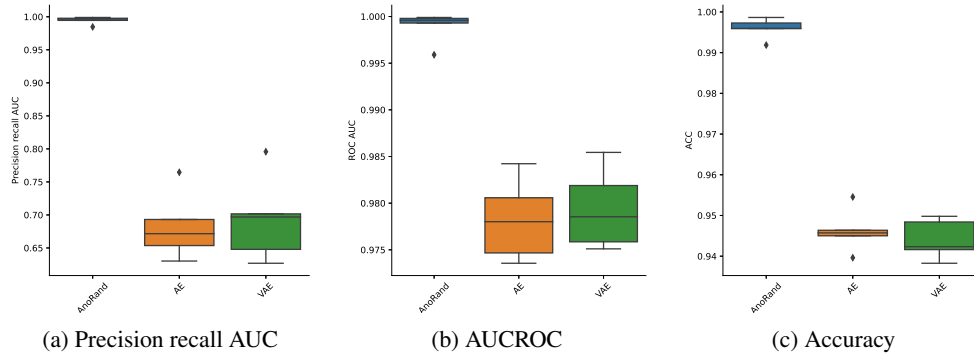 1.00
0.95
0.90
0.85
0.80
0.75
0.70
0.65
Precision recall AUC
AnoRand
AE
VAE
(a) Precision recall AUC
1.000
0.995
0.990
0.985
0.980
0.975
ROC AUC
AnoRand
AE
VAE
(b) AUCROC
1.00
0.99
0.98
0.97
0.96
0.95
0.94
ACC
AnoRand
AE
VAE
(c) Accuracy